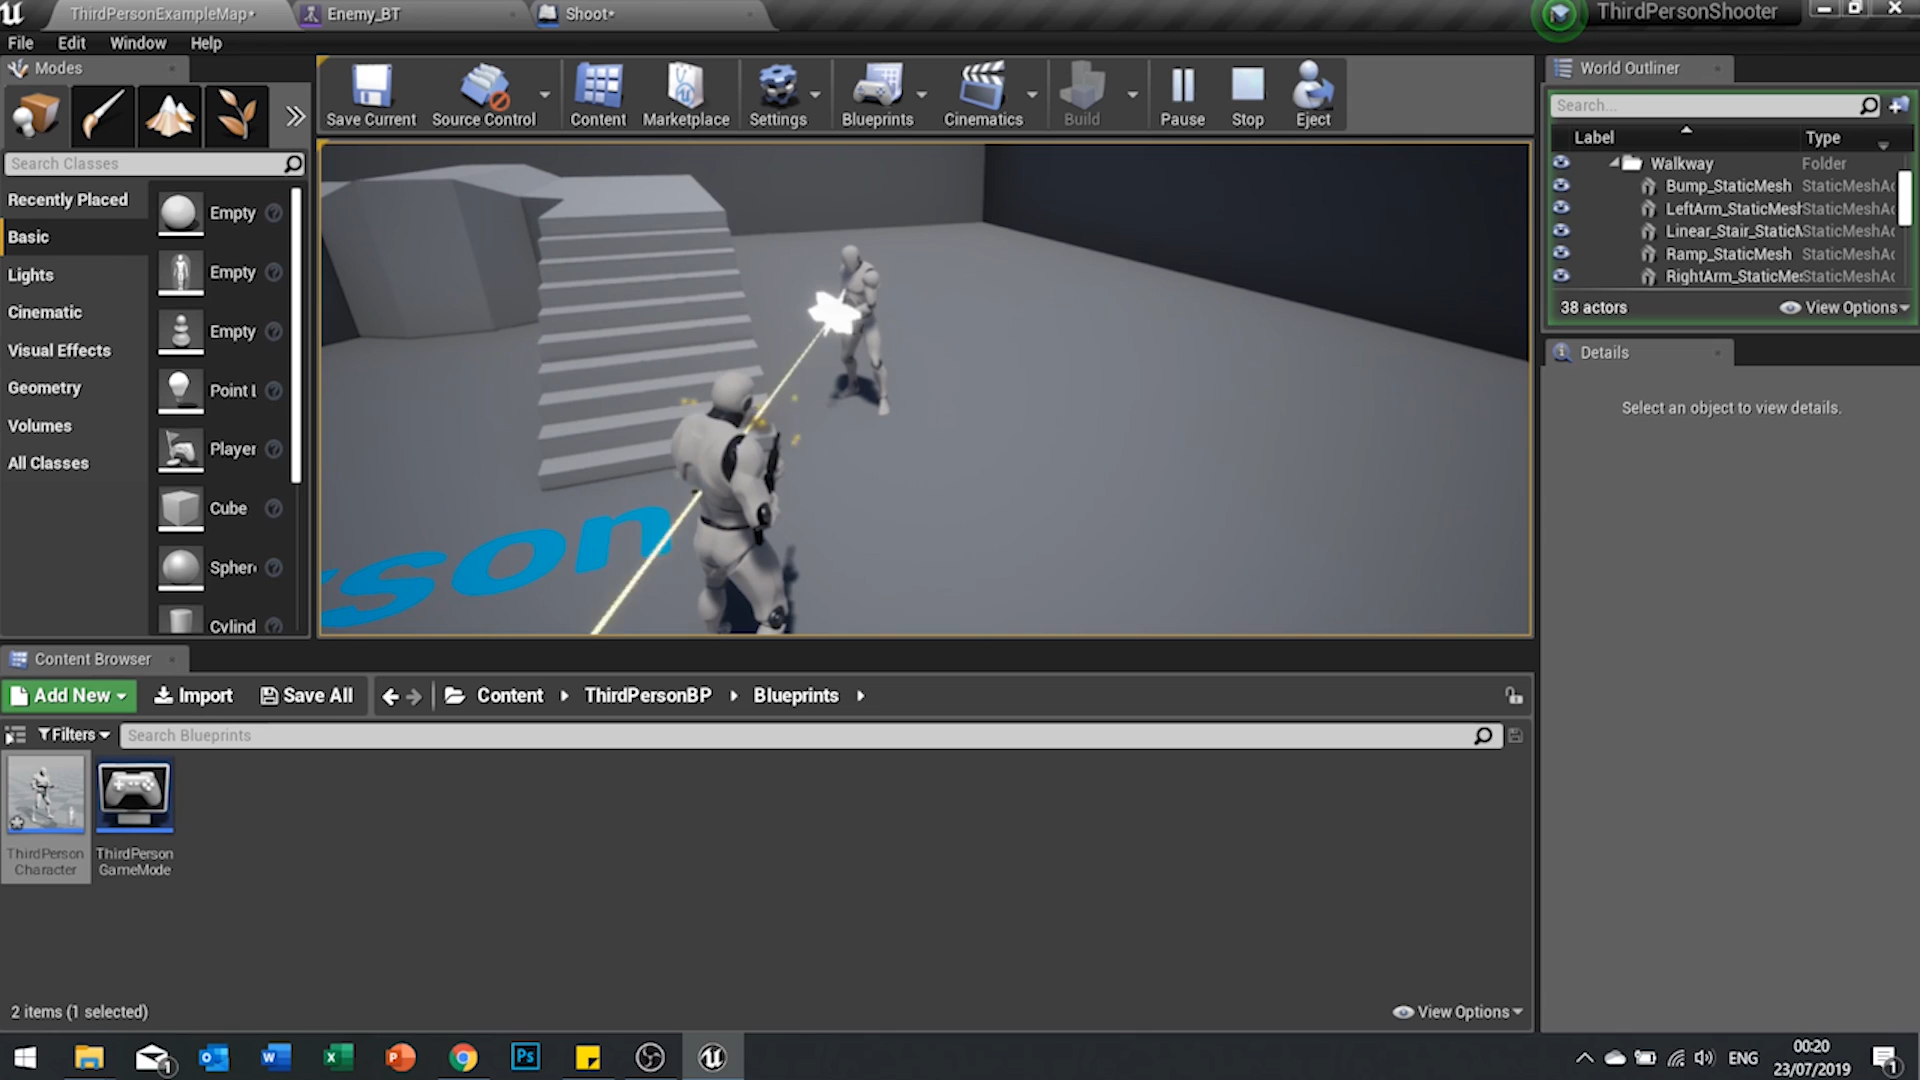 ThirdPersonExampleMap*
Enemy_BT
Shoot*
ThirdPersonShooter
File Edit Window Help
Modes
Save Current
Source Control
Content
Marketplace
Settings
Blueprints
Cinematics
Build
Pause
Stop
Eject
World Outliner
Search...
Label
Type
Walkway Folder
Bump_StaticMesh StaticMeshAc
LeftArm_StaticMesh StaticMeshAc
Linear_Stair_StaticM StaticMeshAc
Ramp_StaticMesh StaticMeshAc
RightArm_StaticMes StaticMeshAc
38 actors
View Options
Details
Select an object to view details.
Search Classes
Recently Placed
Basic
Lights
Cinematic
Visual Effects
Geometry
Volumes
All Classes
Empty
Empty
Empty
Point L
Player
Cube
Spher
Cylind
son
Content Browser
Add New
Import
Save All
Content
ThirdPersonBP
Blueprints
Filters
Search Blueprints
ThirdPerson
Character
ThirdPerson
GameMode
2 items (1 selected)
View Options
1
ENG
00:20
23/07/2019
1